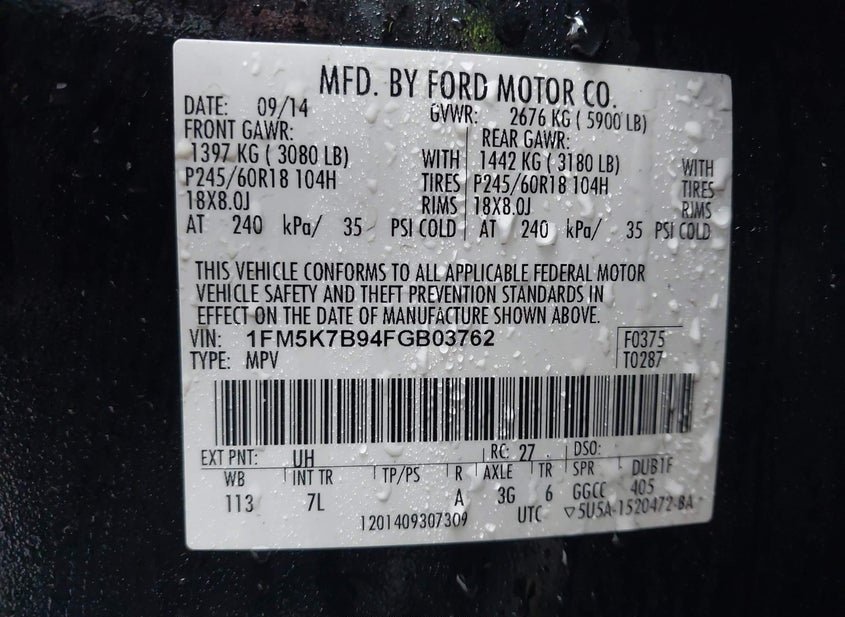 MFD. BY FORD MOTOR CO.
DATE: 09/14 GVWR: 2676 KG ( 5900 LB)
FRONT GAWR: REAR GAWR:
1397 KG ( 3080 LB) WITH 1442 KG ( 3180 LB) WITH
P245/60R18 104H TIRES P245/60R18 104H TIRES
18X8.0J RIMS 18X8.0J RIMS
AT 240 kPa/ 35 PSI COLD AT 240 kPa/ 35 PSI COLD
THIS VEHICLE CONFORMS TO ALL APPLICABLE FEDERAL MOTOR
VEHICLE SAFETY AND THEFT PREVENTION STANDARDS IN
EFFECT ON THE DATE OF MANUFACTURE SHOWN ABOVE.
VIN: 1FM5K7B94FGB03762 F0375
TYPE: MPV T0287
EXT PNT: UH RC: 27 DSO:
WB INT TR TP/PS R AXLE TR SPR DUB1F
113 7L A 3G 6 GGCC 405
1201409307309 UTC ▽5U5A-1520472-BA